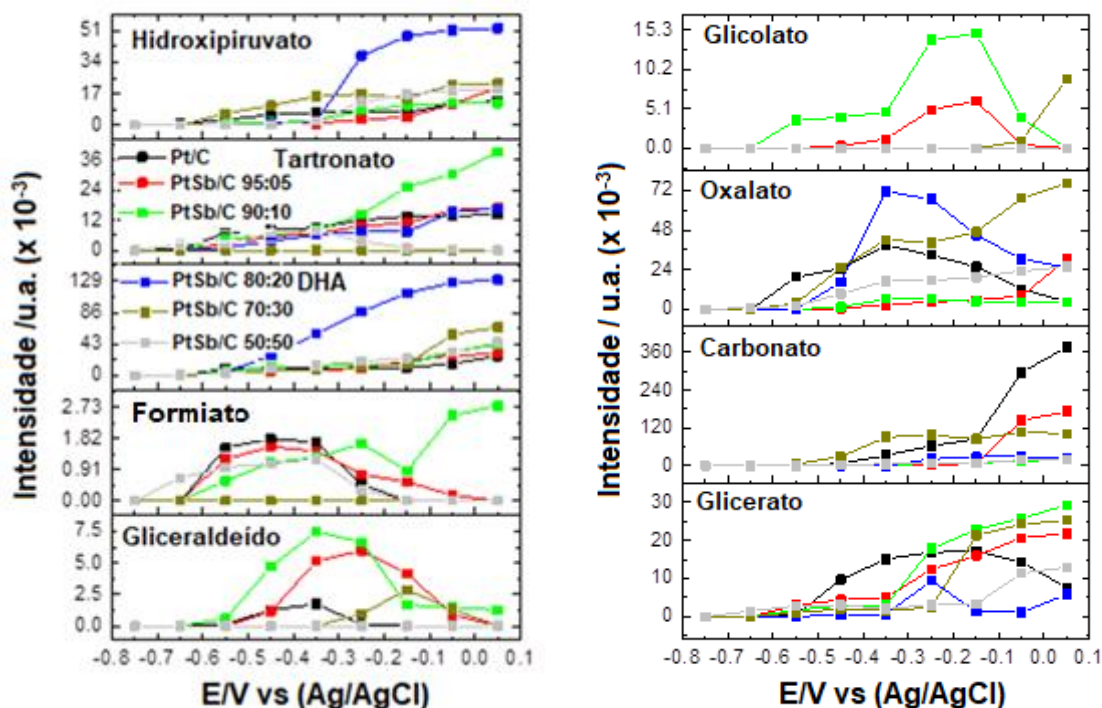 Intensidade /u.a. (x 10⁻³)
Hidroxipiruvato
51
34
17
0
Tartronato
Pt/C
PtSb/C 95:05
PtSb/C 90:10
36
24
12
0
PtSb/C 80:20
DHA
PtSb/C 70:30
PtSb/C 50:50
129
86
43
0
Formiato
2.73
1.82
0.91
0.00
Gliceraldeído
7.5
5.0
2.5
0.0
-0.8 -0.7 -0.6 -0.5 -0.4 -0.3 -0.2 -0.1 0.0 0.1
E/V vs (Ag/AgCl)
Intensidade / u.a. (x 10⁻³)
Glicolato
15.3
10.2
5.1
0.0
Oxalato
72
48
24
0
Carbonato
360
240
120
0
Glicerato
30
20
10
0
-0.8 -0.7 -0.6 -0.5 -0.4 -0.3 -0.2 -0.1 0.0 0.1
E/V vs (Ag/AgCl)